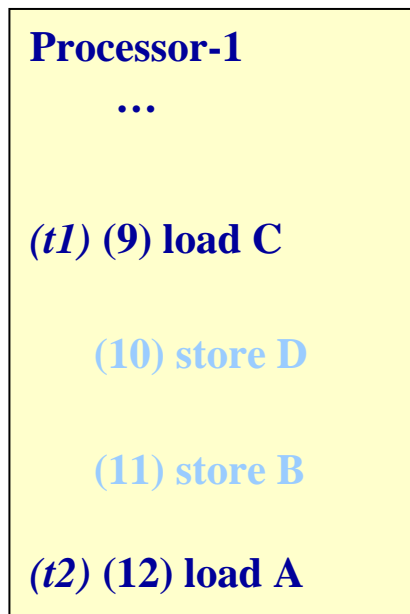 Processor-1
…
(t1) (9) load C
(10) store D
(11) store B
(t2) (12) load A